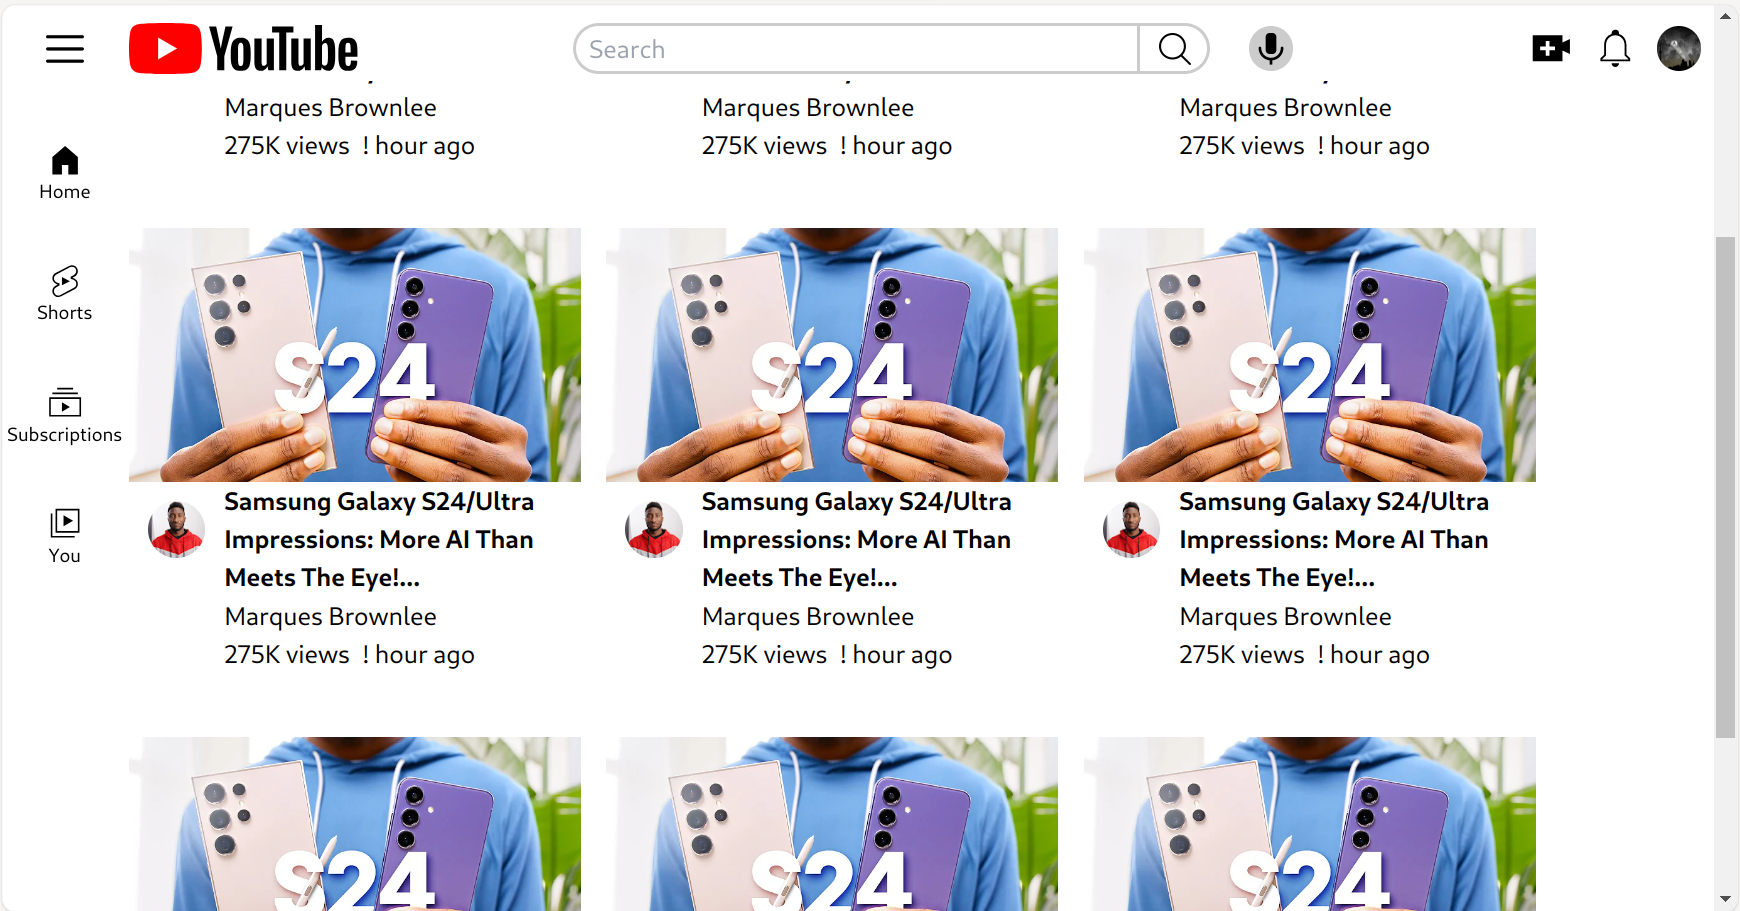 YouTube
Search
Marques Brownlee
275K views ! hour ago
Marques Brownlee
275K views ! hour ago
Marques Brownlee
275K views ! hour ago
Home
Shorts
Subscriptions
You
S24
Samsung Galaxy S24/Ultra
Impressions: More AI Than
Meets The Eye!...
Marques Brownlee
275K views ! hour ago
S24
Samsung Galaxy S24/Ultra
Impressions: More AI Than
Meets The Eye!...
Marques Brownlee
275K views ! hour ago
S24
Samsung Galaxy S24/Ultra
Impressions: More AI Than
Meets The Eye!...
Marques Brownlee
275K views ! hour ago
S24
S24
S24